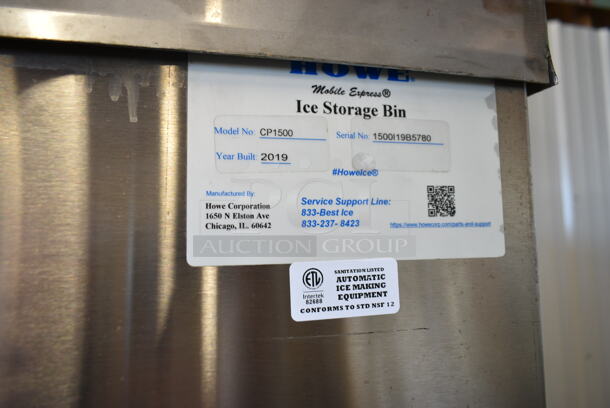 HOWE®
Mobile Express®
Ice Storage Bin
Model No: CP1500 Serial No: 1500I19B5780
Year Built: 2019
#HoweIce®
Manufactured By:
Howe Corporation
1650 N Elston Ave
Chicago, IL. 60642
Service Support Line:
833-Best Ice
833-237- 8423
https://www.howecorp.com/parts-and-support
AUCTION GROUP
ETL
Intertek
82688
SANITATION LISTED
AUTOMATIC
ICE MAKING
EQUIPMENT
CONFORMS TO STD NSF 12